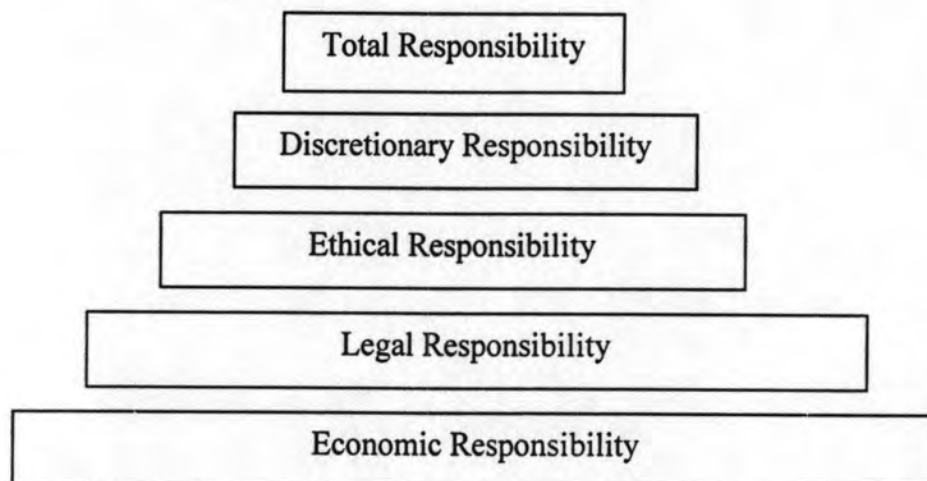 Total Responsibility
Discretionary Responsibility
Ethical Responsibility
Legal Responsibility
Economic Responsibility